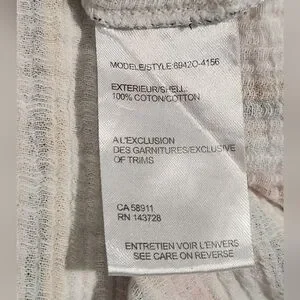 MODELE/STYLE:6942O-4156
EXTERIEUR/SHELL:
100% COTON/COTTON
A L'EXCLUSION
DES GARNITURES/EXCLUSIVE
OF TRIMS
CA 58911
RN 143728
ENTRETIEN VOIR L'ENVERS
SEE CARE ON REVERSE